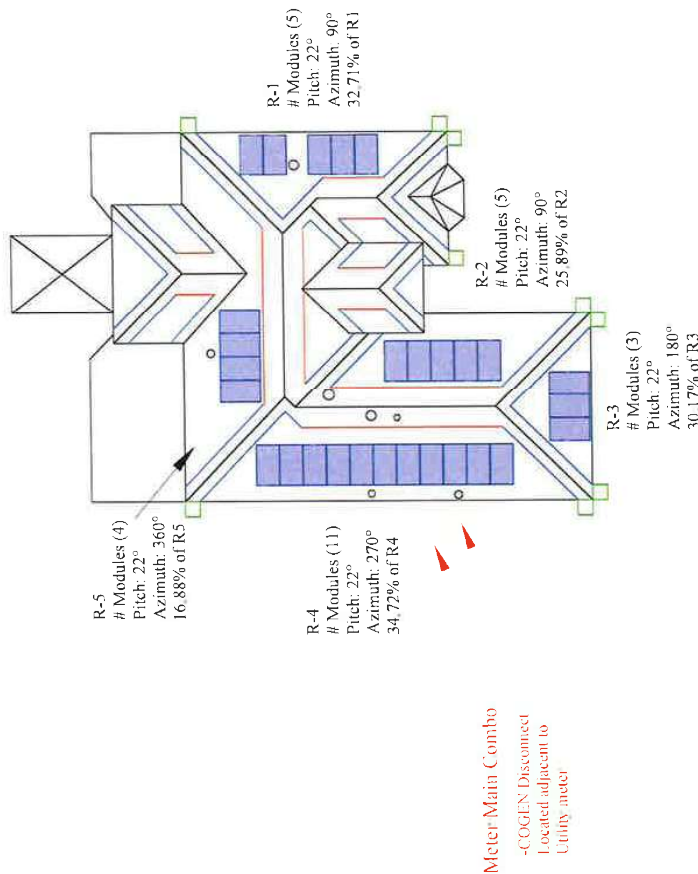 R-1
# Modules (5)
Pitch: 22°
Azimuth: 90°
32.71% of R1
R-2
# Modules (5)
Pitch: 22°
Azimuth: 90°
25.89% of R2
R-3
# Modules (3)
Pitch: 22°
Azimuth: 180°
30.17% of R3
R-4
# Modules (11)
Pitch: 22°
Azimuth: 270°
34.72% of R4
R-5
# Modules (4)
Pitch: 22°
Azimuth: 360°
16.88% of R5
Meter Main Combo
-COGEN Disconnect
Located adjacent to
Utility meter